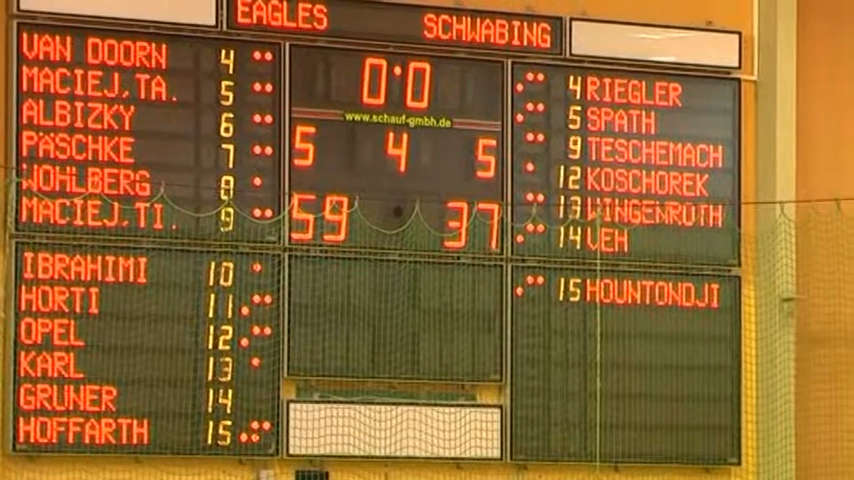 EAGLES SCHWABING
0:0
www.schauf-gmbh.de
5 4 5
59 37
VAN DOORN 4
MACIEJ,TA. 5
ALBIZKY 6
PÄSCHKE 7
WOHLBERG 8
MACIEJ,TI. 9
IBRAHIMI 10
HORTI 11
OPEL 12
KARL 13
GRUNER 14
HOFFARTH 15
4 RIEGLER
5 SPATH
9 TESCHEMACH
12 KOSCHOREK
13 WINGENRUTH
14 VEH
15 HOUNTONDJI